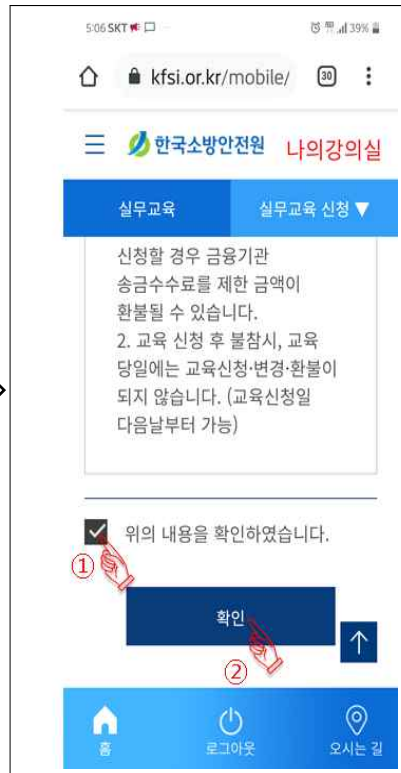 5:06 SKT
39%
kfsi.or.kr/mobile/
30
한국소방안전원
나의강의실
실무교육
실무교육 신청 ▼
신청할 경우 금융기관
송금수수료를 제한 금액이
환불될 수 있습니다.
2. 교육 신청 후 불참시, 교육
당일에는 교육신청·변경·환불이
되지 않습니다. (교육신청일
다음날부터 가능)
위의 내용을 확인하였습니다.
①
확인
②
홈
로그아웃
오시는 길